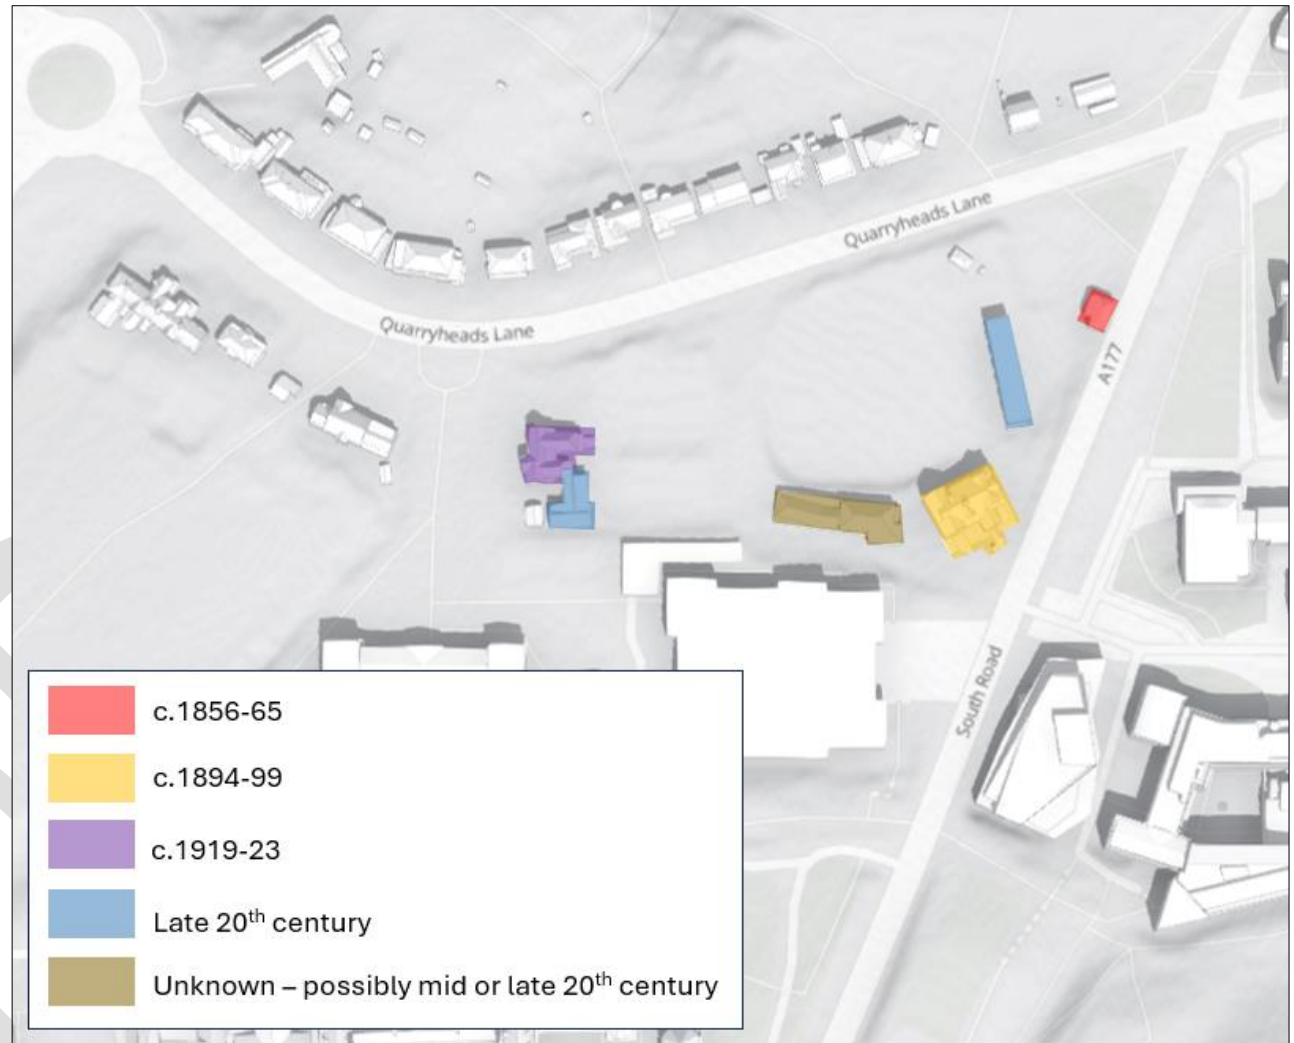 Quarryheads Lane
Quarryheads Lane
A177
South Road
c.1856-65
c.1894-99
c.1919-23
Late 20th century
Unknown – possibly mid or late 20th century